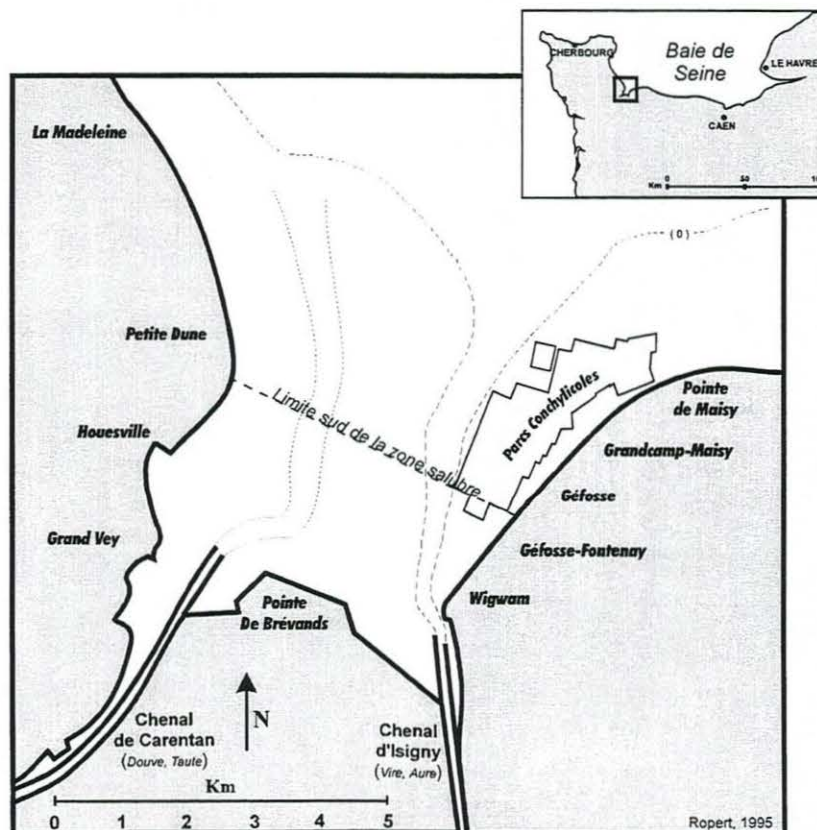 CHERBOURG
Baie de
Seine
LE HAVRE
CAEN
Km
0
50
La Madeleine
( 0 )
Petite Dune
Limite sud de la zone salubre
Parcs Conchylicoles
Pointe
de Maisy
Houesville
Grandcamp-Maisy
Géfosse
Grand Vey
Géfosse-Fontenay
Wigwam
Pointe
De Brévands
N
Chenal
de Carentan
(Douve, Taute)
Chenal
d'Isigny
(Vire, Aure)
Km
0 1 2 3 4 5
Ropert, 1995